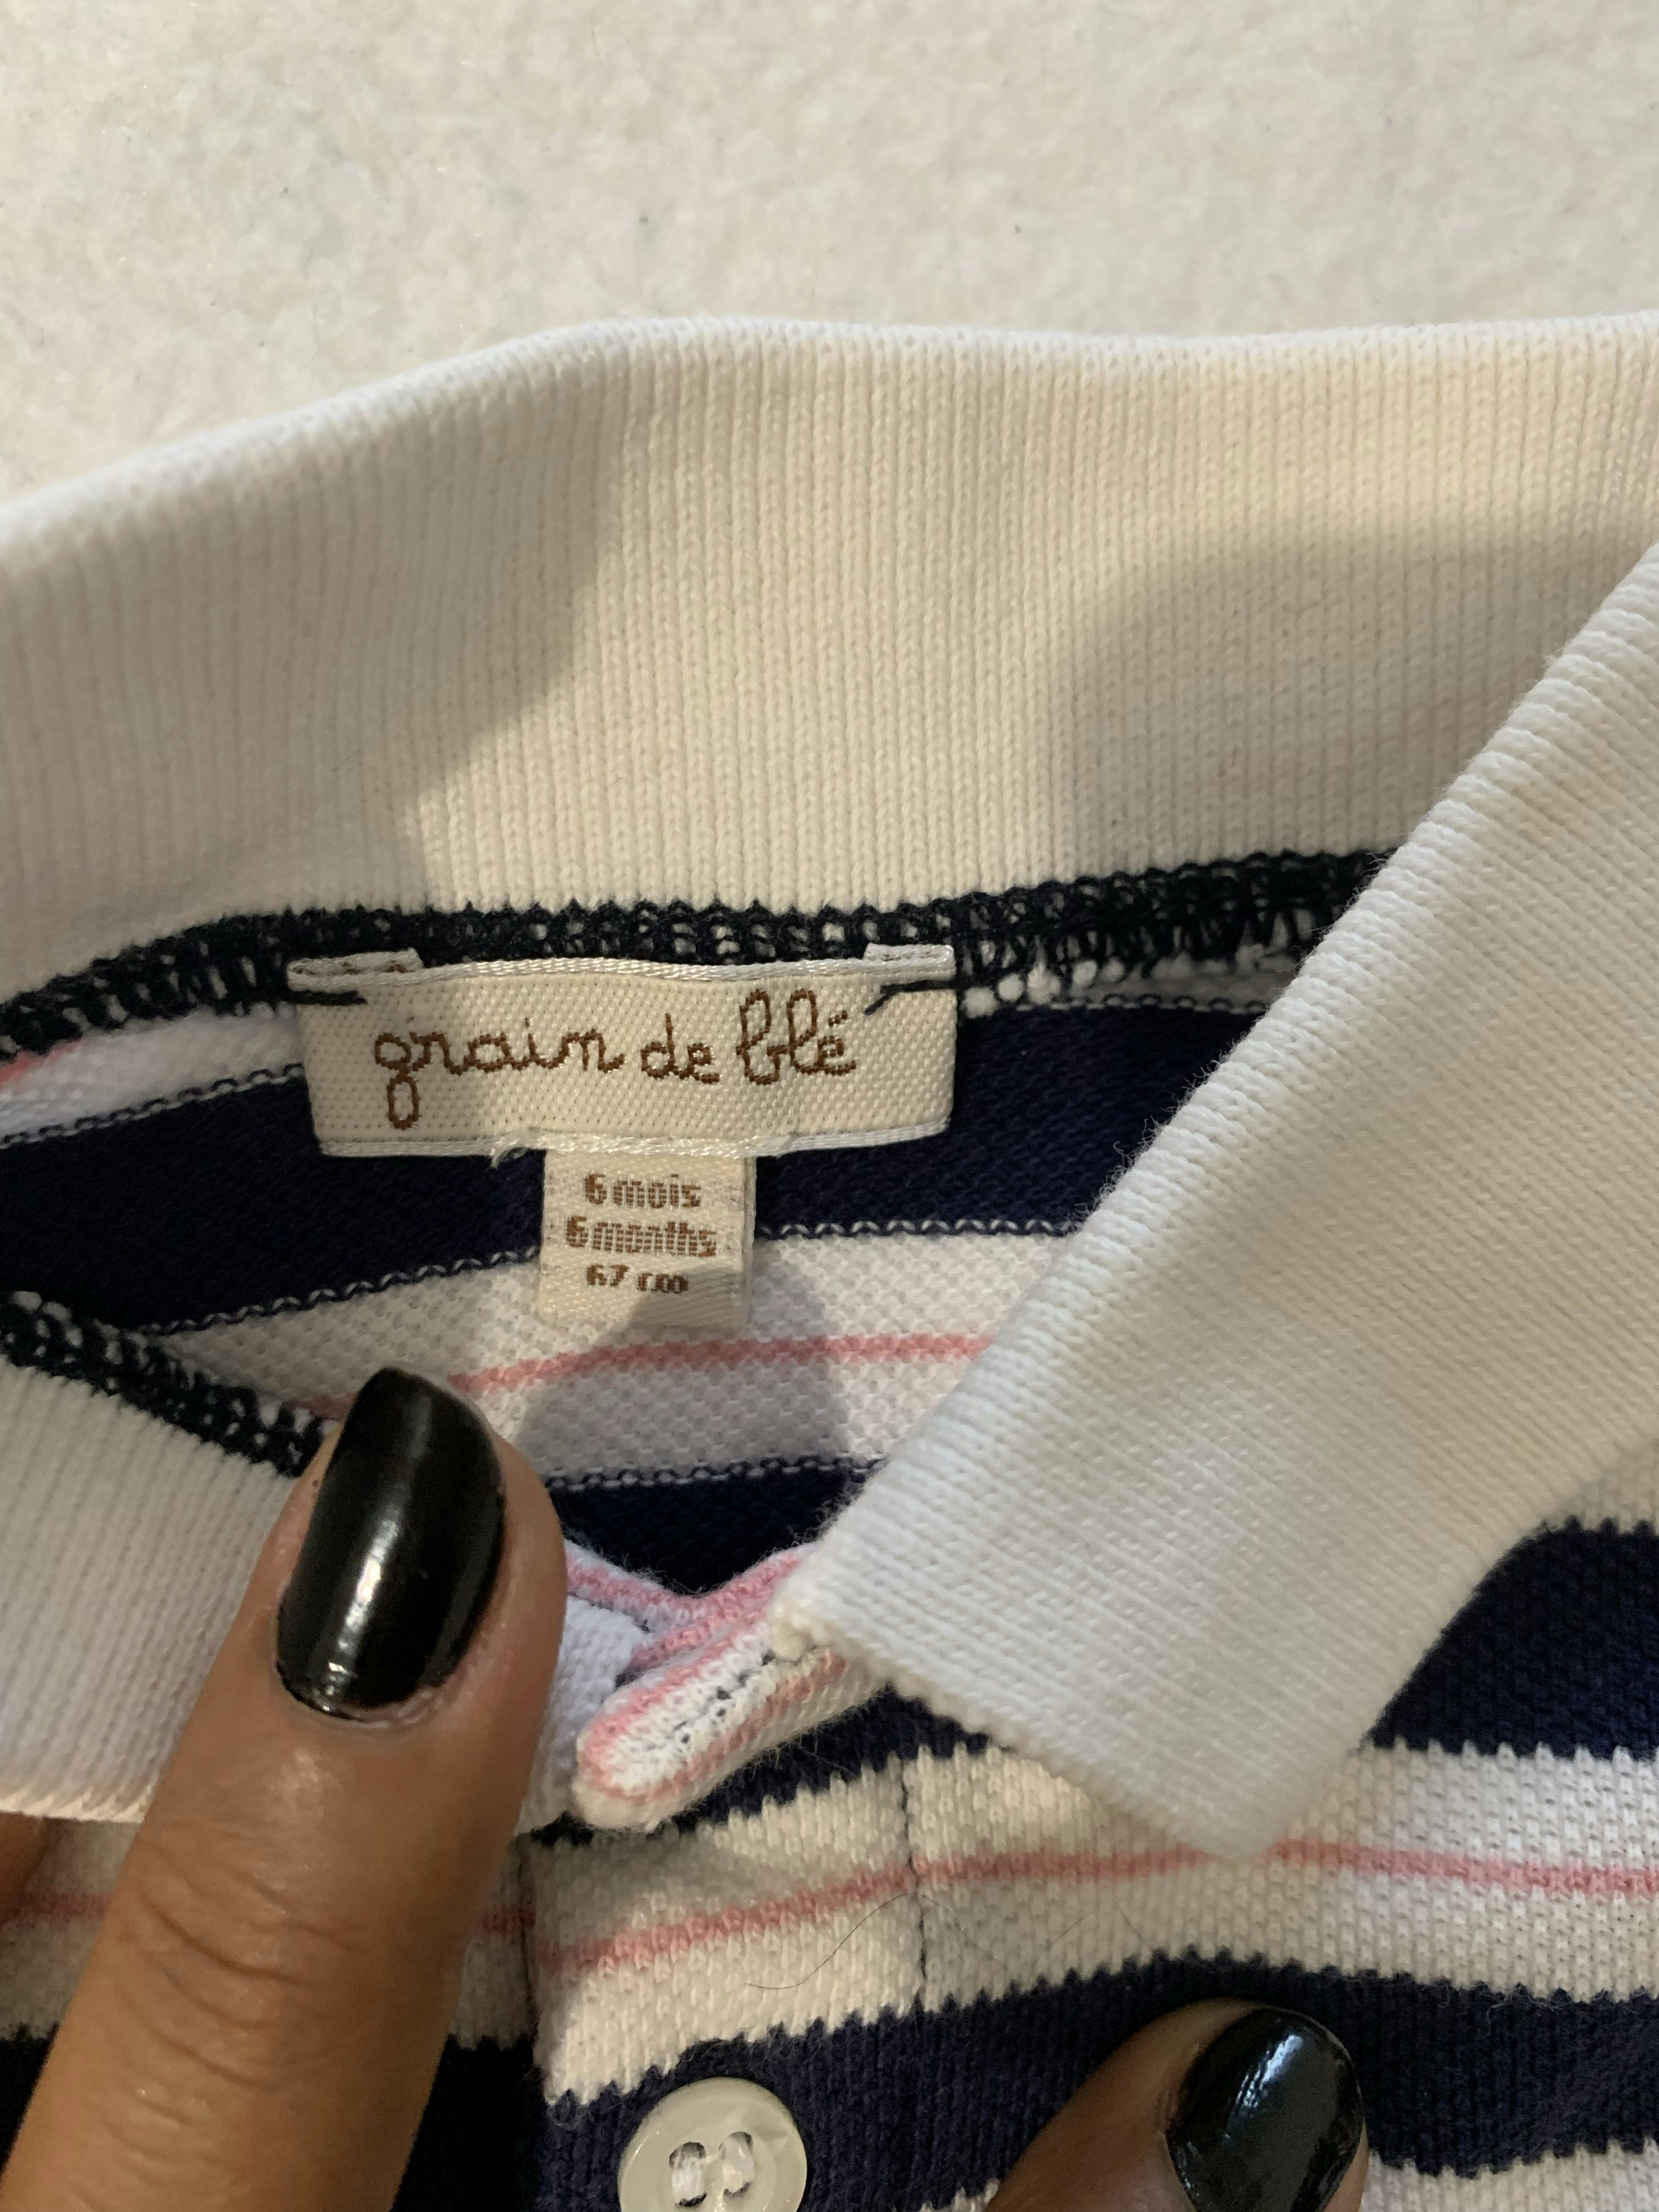 grain de blé
6 mois
6 months
67 cm